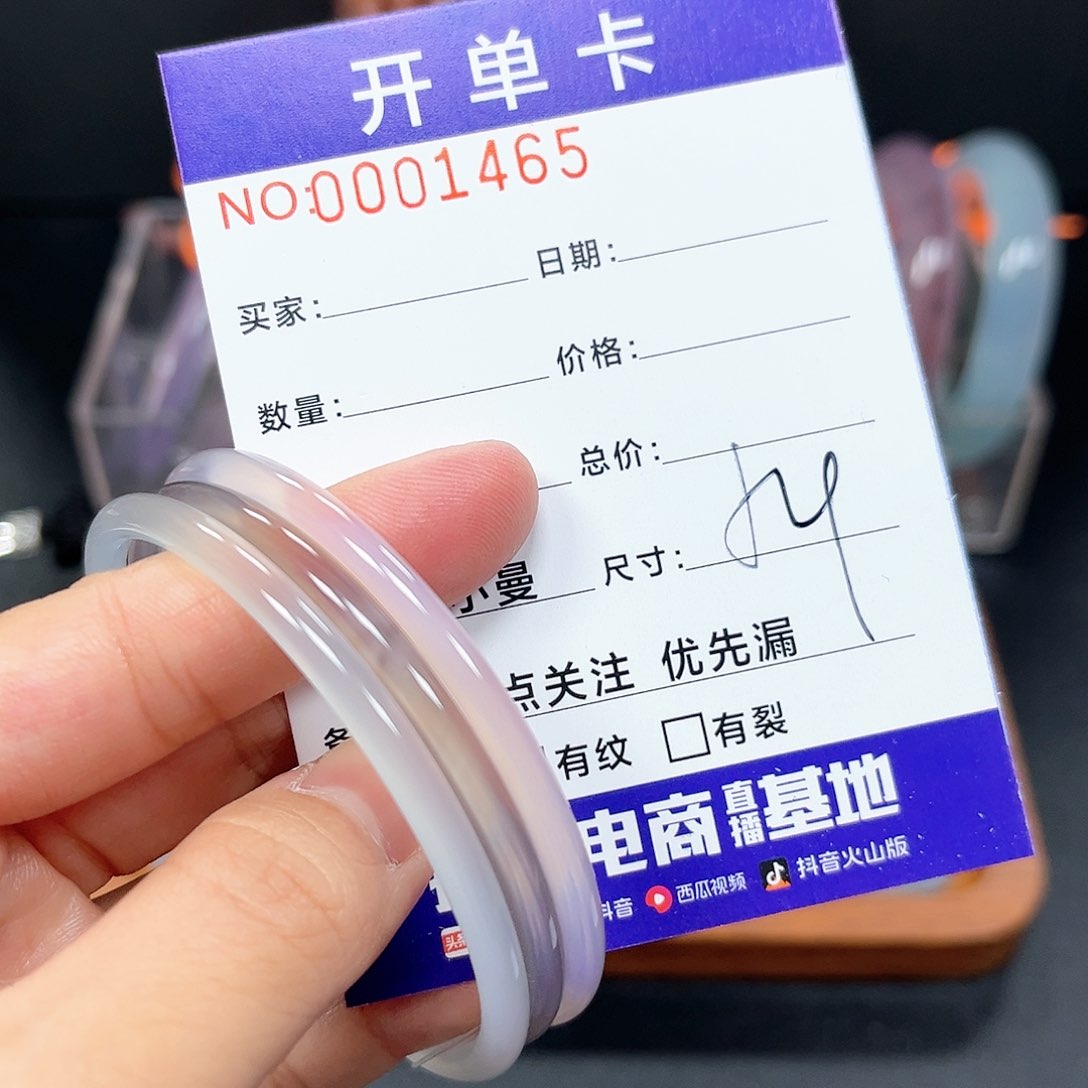 开单卡
NO:0001465
买家: 日期:
数量: 价格:
总价:
小曼 尺寸: 14
点关注 优先漏
有纹 □有裂
电商直播基地
头条 抖音 西瓜视频 抖音火山版